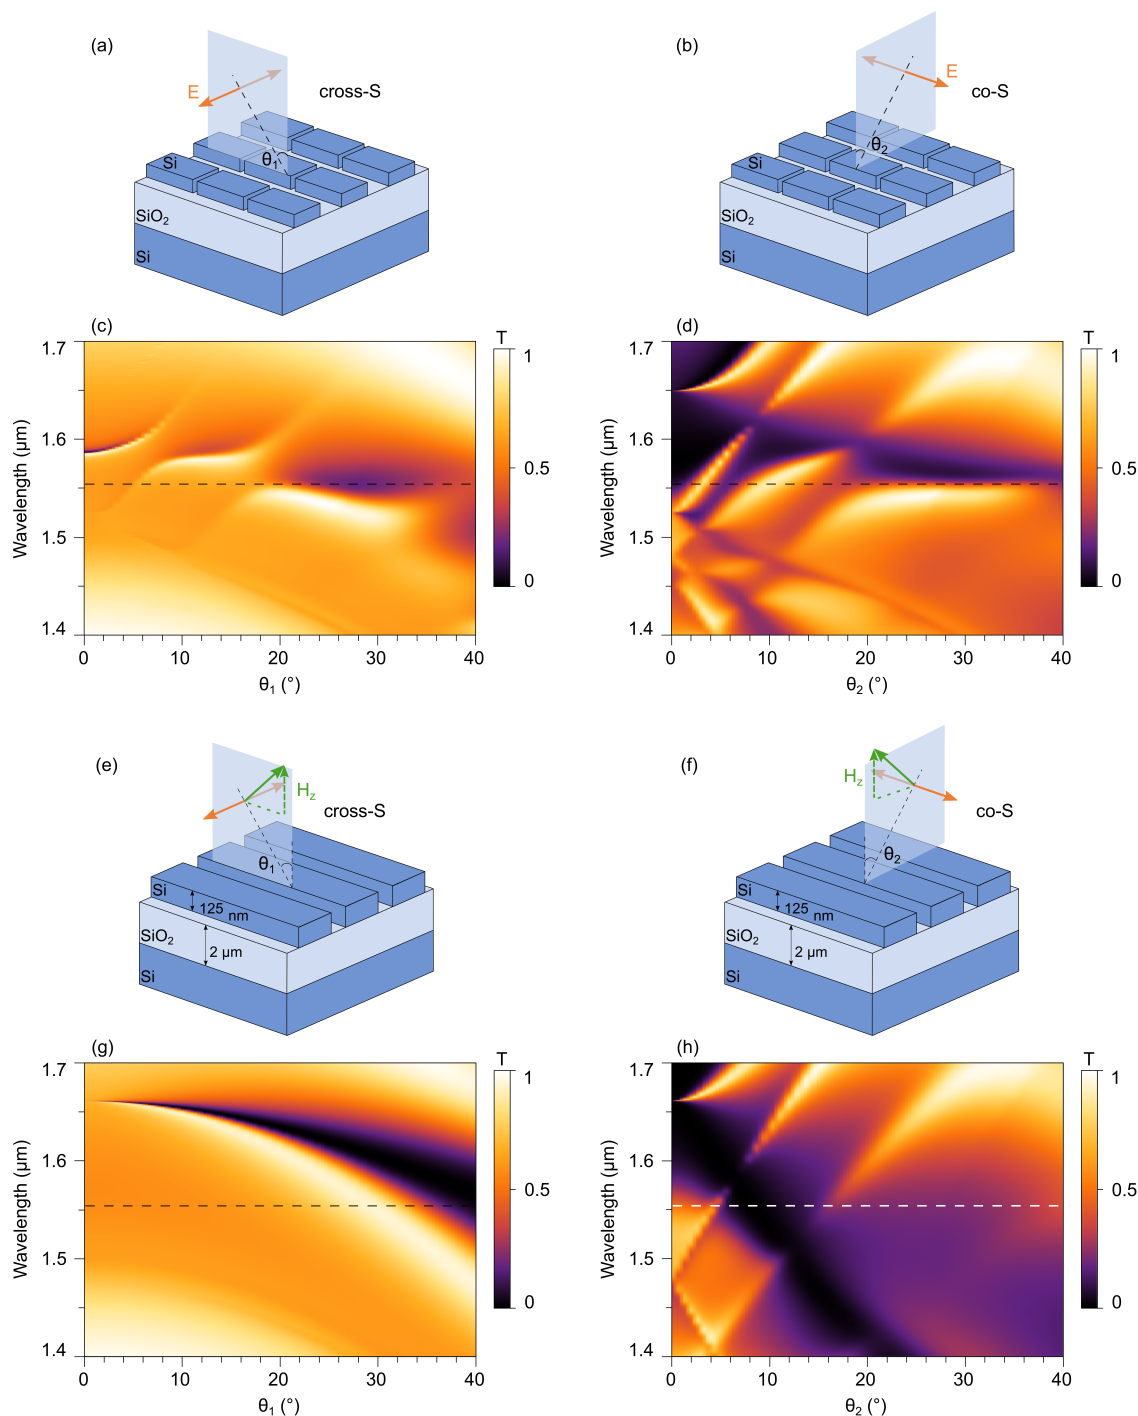 (a)
E
cross-S
θ1
Si
SiO2
Si
(b)
E
co-S
θ2
Si
SiO2
Si
(c)
T
1.7
1.6
1.5
1.4
Wavelength (µm)
1
0.5
0
0 10 20 30 40
θ1 (°)
(d)
T
1.7
1.6
1.5
1.4
Wavelength (µm)
1
0.5
0
0 10 20 30 40
θ2 (°)
(e)
Hz
cross-S
θ1
Si
125 nm
SiO2
2 µm
Si
(f)
Hz
co-S
θ2
Si
125 nm
SiO2
2 µm
Si
(g)
T
1.7
1.6
1.5
1.4
Wavelength (µm)
1
0.5
0
0 10 20 30 40
θ1 (°)
(h)
T
1.7
1.6
1.5
1.4
Wavelength (µm)
1
0.5
0
0 10 20 30 40
θ2 (°)